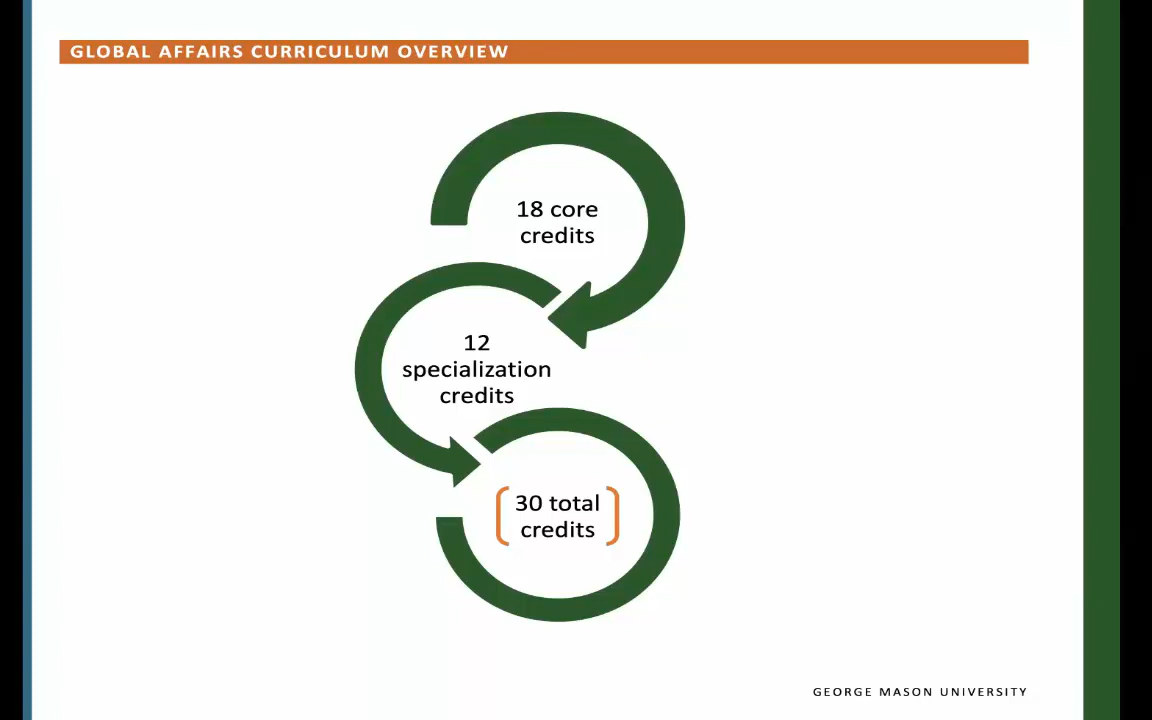 GLOBAL AFFAIRS CURRICULUM OVERVIEW
18 core
credits
12
specialization
credits
30 total
credits
GEORGE MASON UNIVERSITY